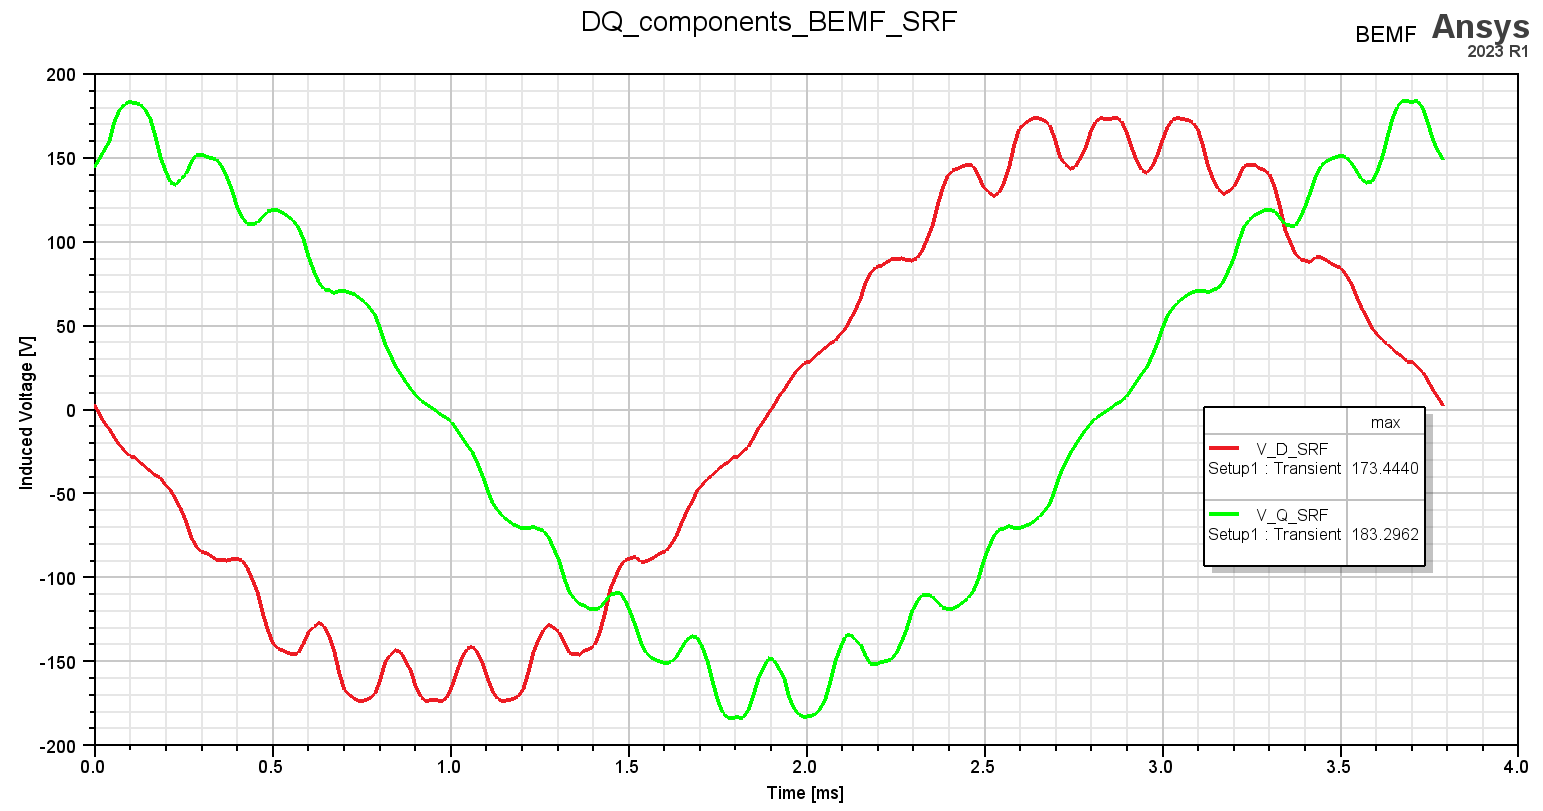 DQ_components_BEMF_SRF
BEMF Ansys
2023 R1
200
150
100
50
0
-50
-100
-150
-200
Induced Voltage [V]
0.0 0.5 1.0 1.5 2.0 2.5 3.0 3.5 4.0
Time [ms]
max
V_D_SRF
Setup1 : Transient 173.4440
V_Q_SRF
Setup1 : Transient 183.2962